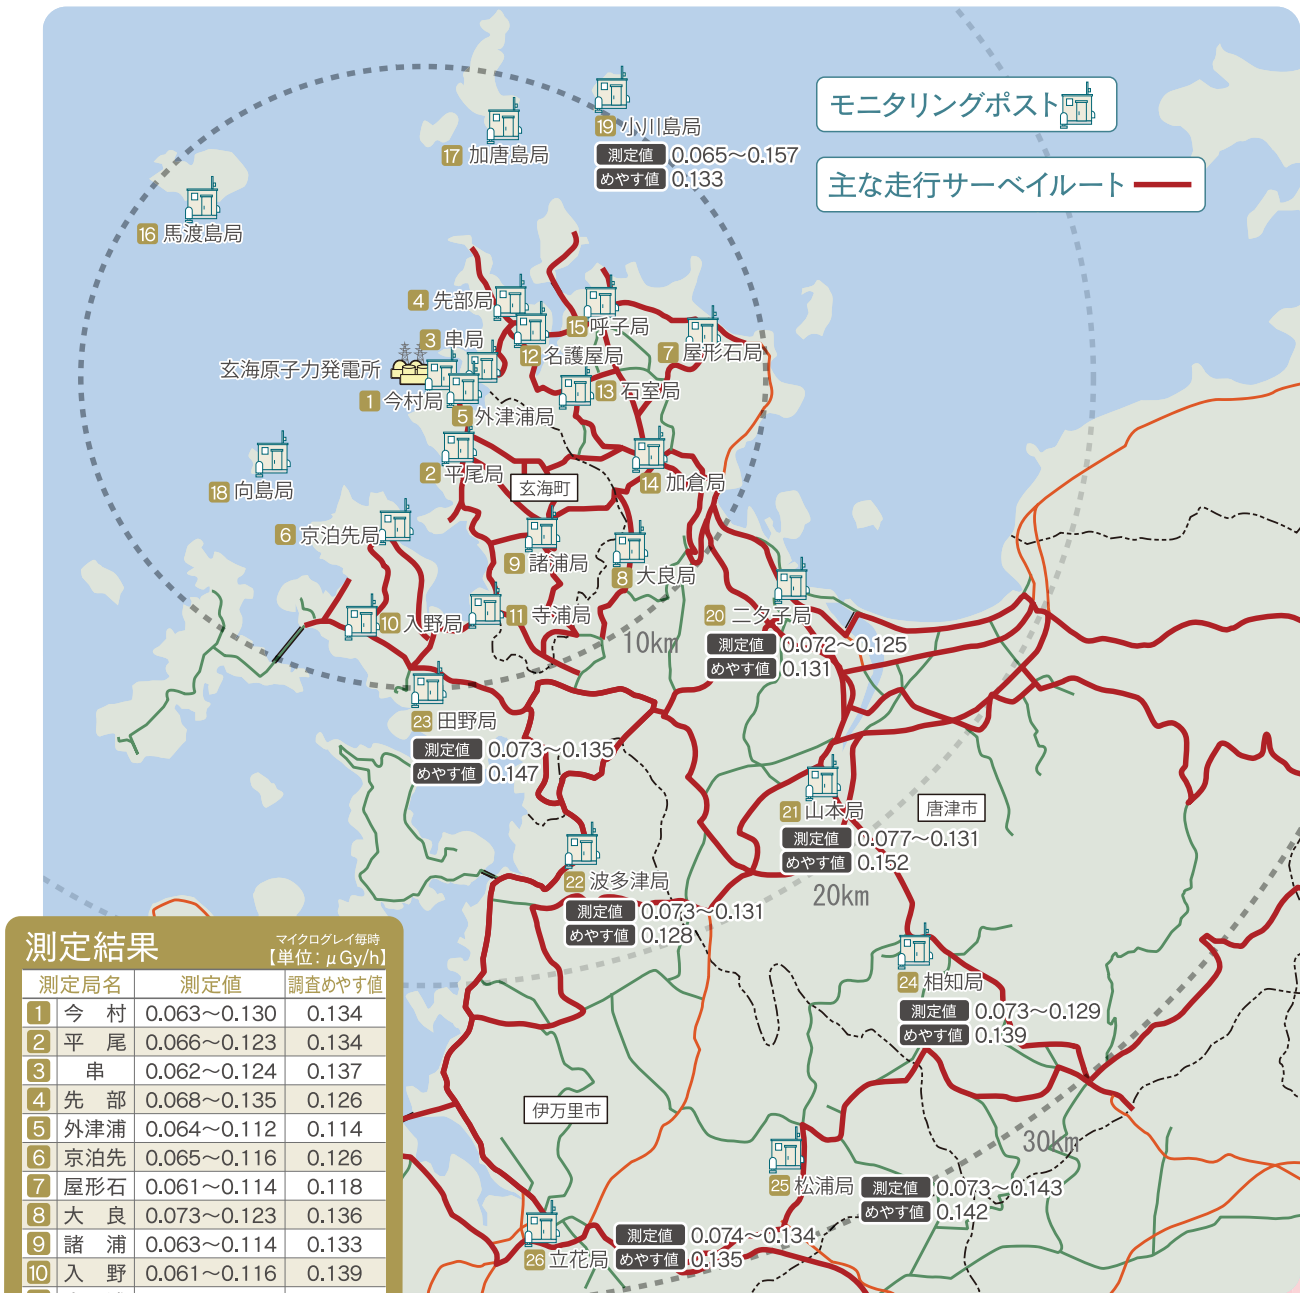 モニタリングポスト
主な走行サーベイルート
19 小川島局
測定値 0.065～0.157
めやす値 0.133
17 加唐島局
16 馬渡島局
4 先部局
15 呼子局
3 串局
12 名護屋局
7 屋形石局
玄海原子力発電所
1 今村局
13 石室局
5 外津浦局
2 平尾局
14 加倉局
玄海町
18 向島局
6 京泊先局
9 諸浦局
8 大良局
10 入野局
11 寺浦局
20 二タ子局
測定値 0.072～0.125
めやす値 0.131
10km
23 田野局
測定値 0.073～0.135
めやす値 0.147
21 山本局
測定値 0.077～0.131
めやす値 0.152
唐津市
22 波多津局
測定値 0.073～0.131
めやす値 0.128
20km
24 相知局
測定値 0.073～0.129
めやす値 0.139
伊万里市
30km
25 松浦局
測定値 0.073～0.143
めやす値 0.142
26 立花局
測定値 0.074～0.134
めやす値 0.135
測定結果
マイクログレイ毎時
【単位：μGy/h】
測定局名 測定値 調査めやす値
1 今村 0.063～0.130 0.134
2 平尾 0.066～0.123 0.134
3 串 0.062～0.124 0.137
4 先部 0.068～0.135 0.126
5 外津浦 0.064～0.112 0.114
6 京泊先 0.065～0.116 0.126
7 屋形石 0.061～0.114 0.118
8 大良 0.073～0.123 0.136
9 諸浦 0.063～0.114 0.133
10 入野 0.061～0.116 0.139